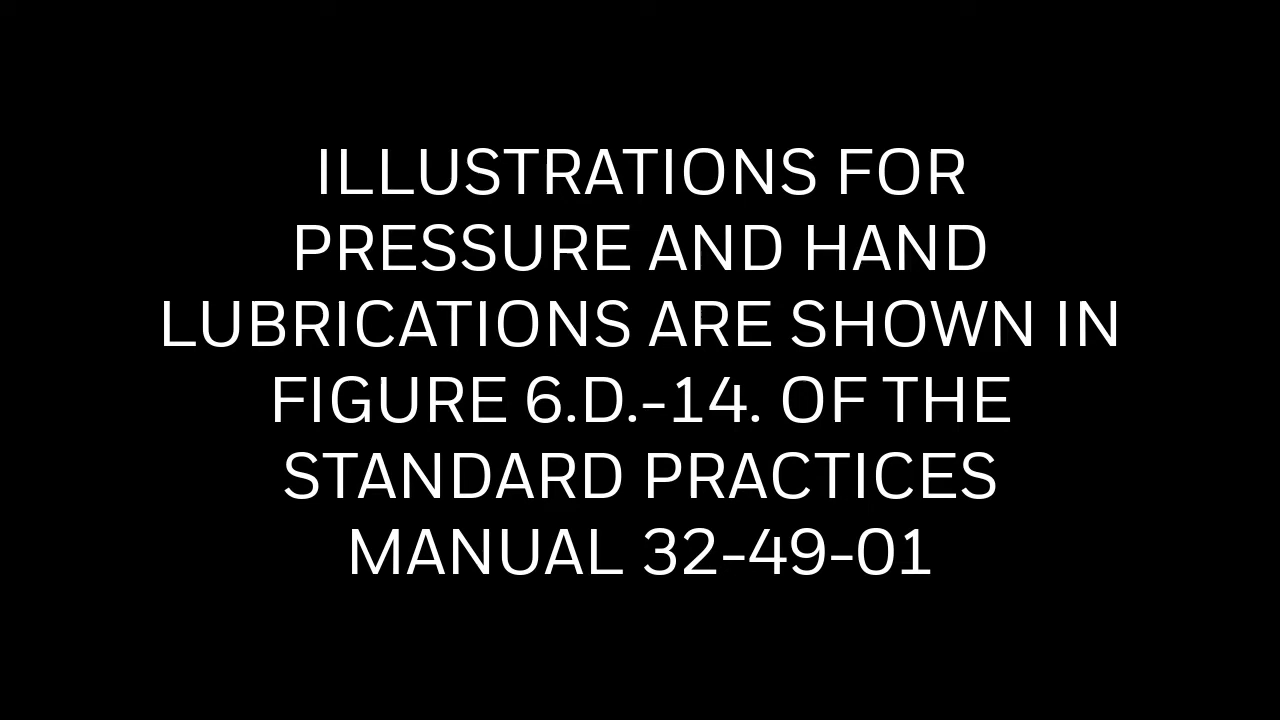 ILLUSTRATIONS FOR
PRESSURE AND HAND
LUBRICATIONS ARE SHOWN IN
FIGURE 6.D.-14. OF THE
STANDARD PRACTICES
MANUAL 32-49-01